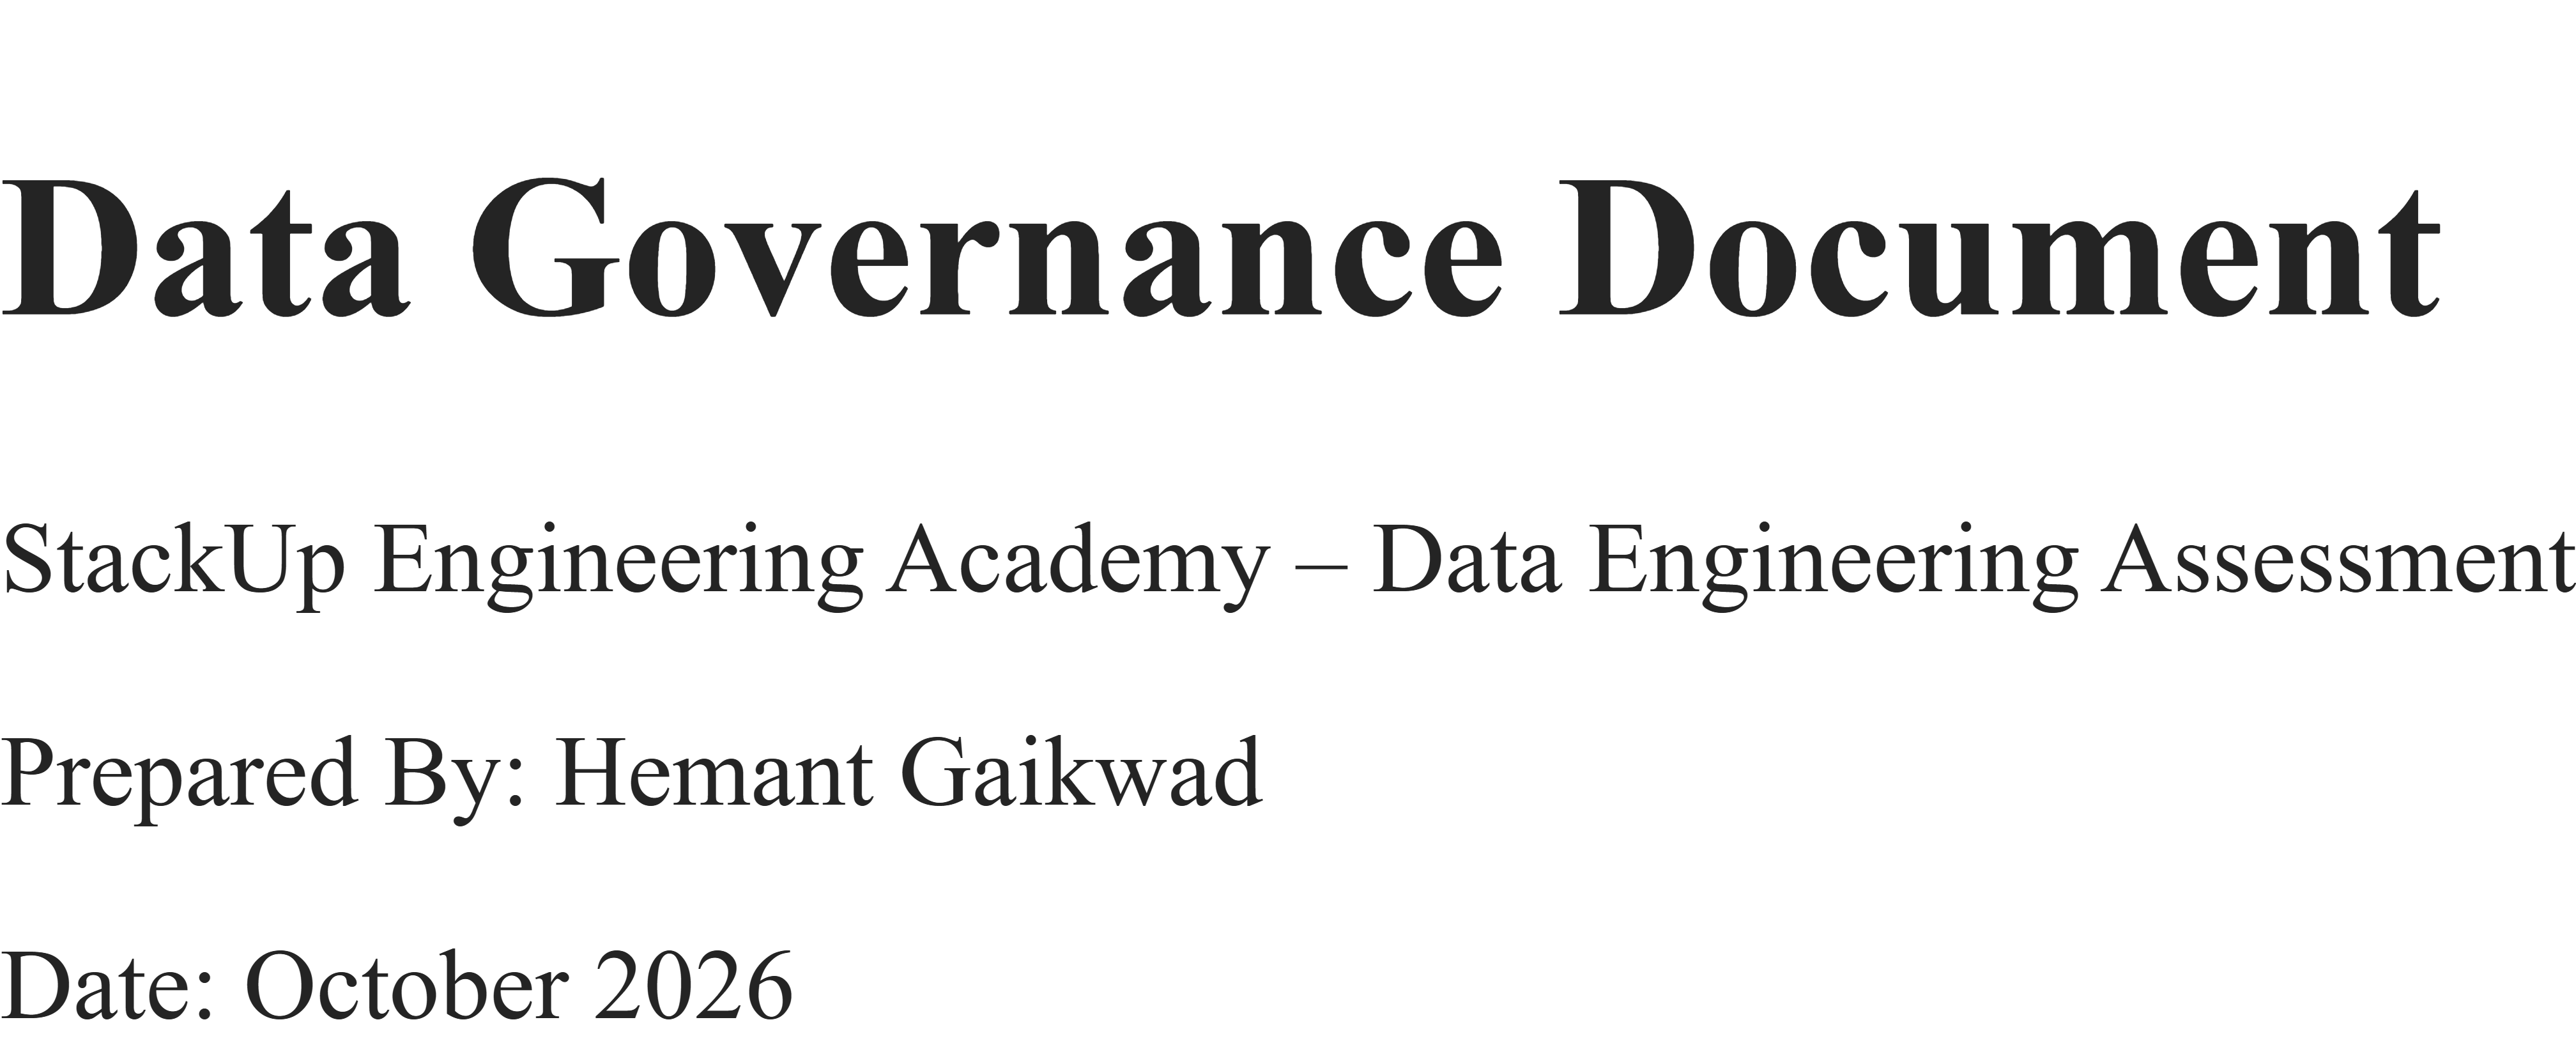 Data Governance Document
StackUp Engineering Academy – Data Engineering Assessment
Prepared By: Hemant Gaikwad
Date: October 2026